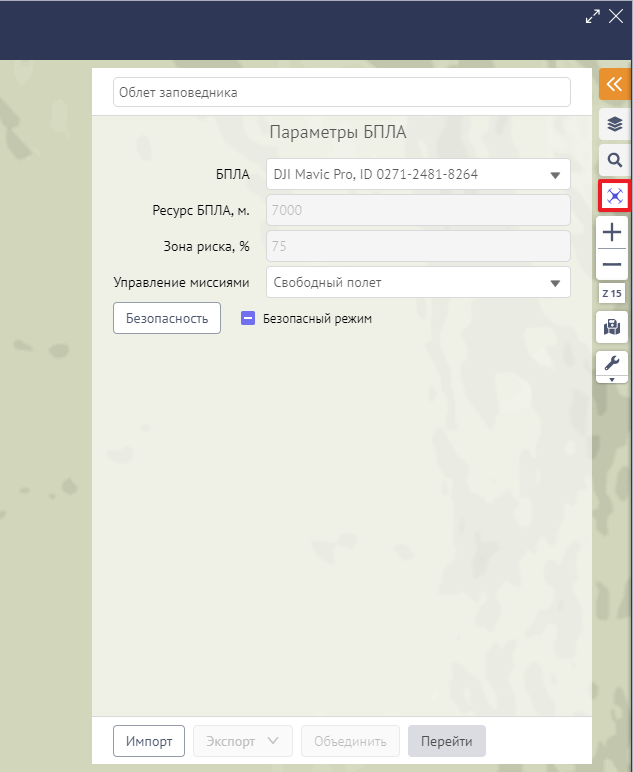 Облет заповедника
Параметры БПЛА
БПЛА DJI Mavic Pro, ID 0271-2481-8264
Ресурс БПЛА, м. 7000
Зона риска, % 75
Управление миссиями Свободный полет
Безопасность Безопасный режим
Z 15
Импорт Экспорт Объединить Перейти